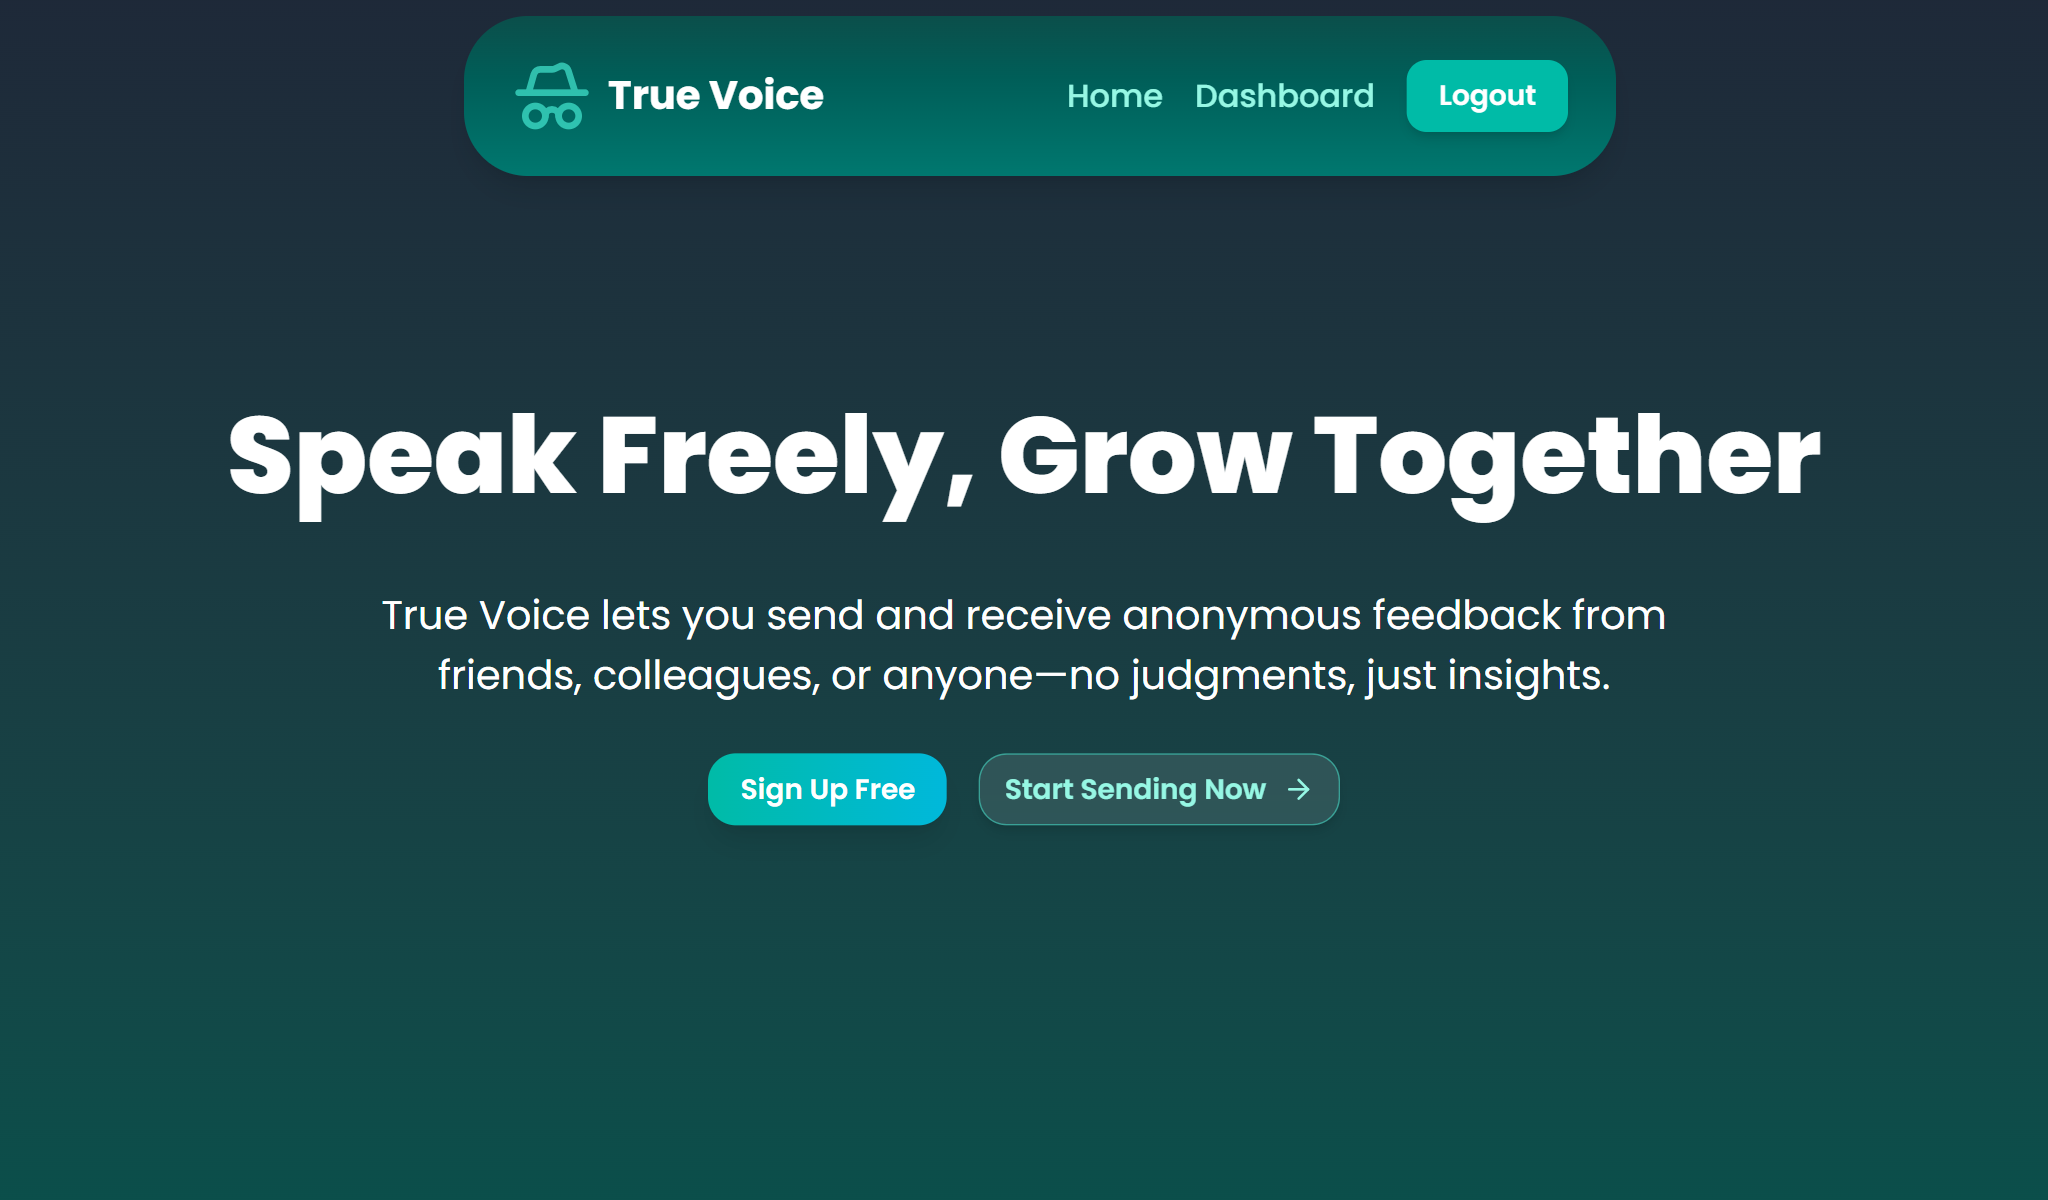 True Voice
Home Dashboard Logout
Speak Freely, Grow Together
True Voice lets you send and receive anonymous feedback from
friends, colleagues, or anyone—no judgments, just insights.
Sign Up Free
Start Sending Now